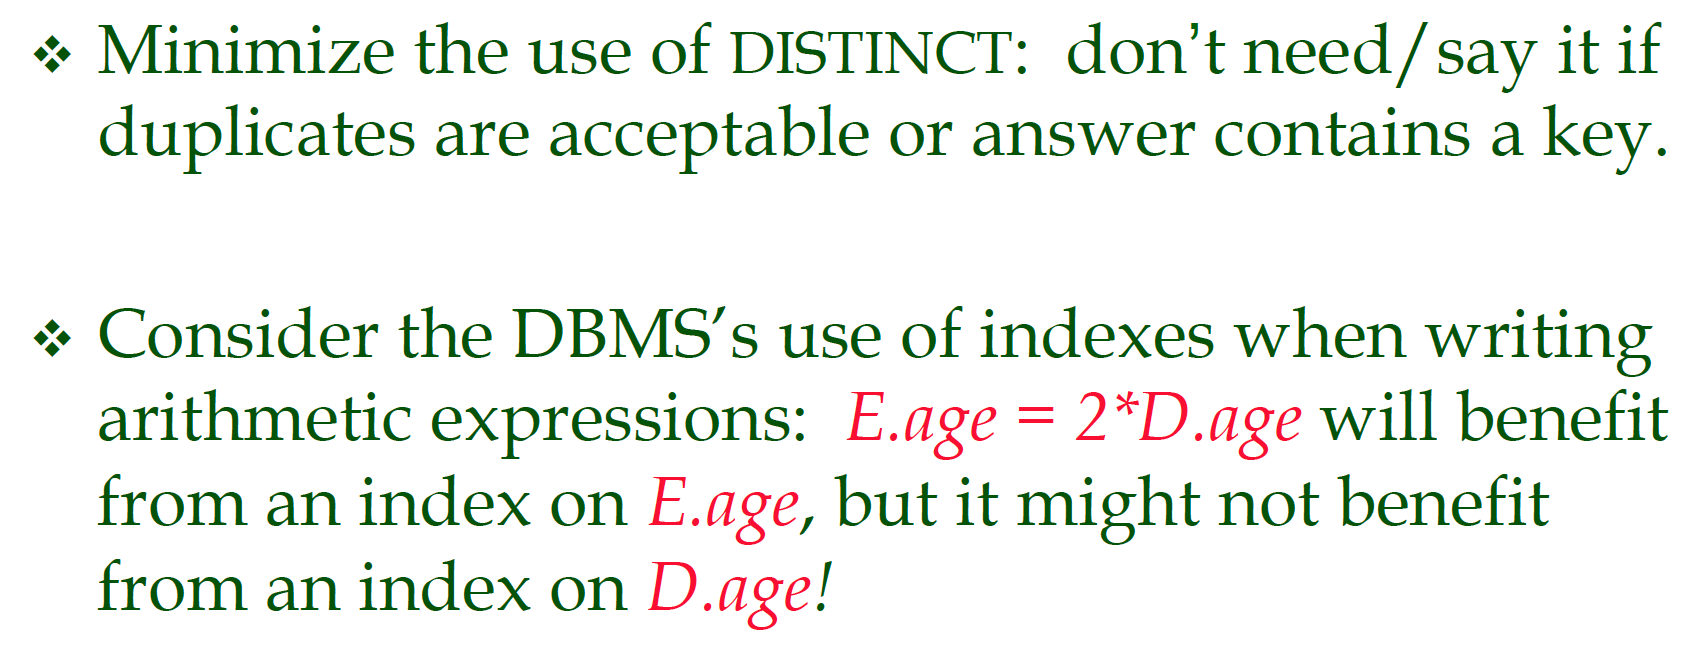 ❖ Minimize the use of DISTINCT: don’t need/say it if
duplicates are acceptable or answer contains a key.
❖ Consider the DBMS’s use of indexes when writing
arithmetic expressions: E.age = 2*D.age will benefit
from an index on E.age, but it might not benefit
from an index on D.age!